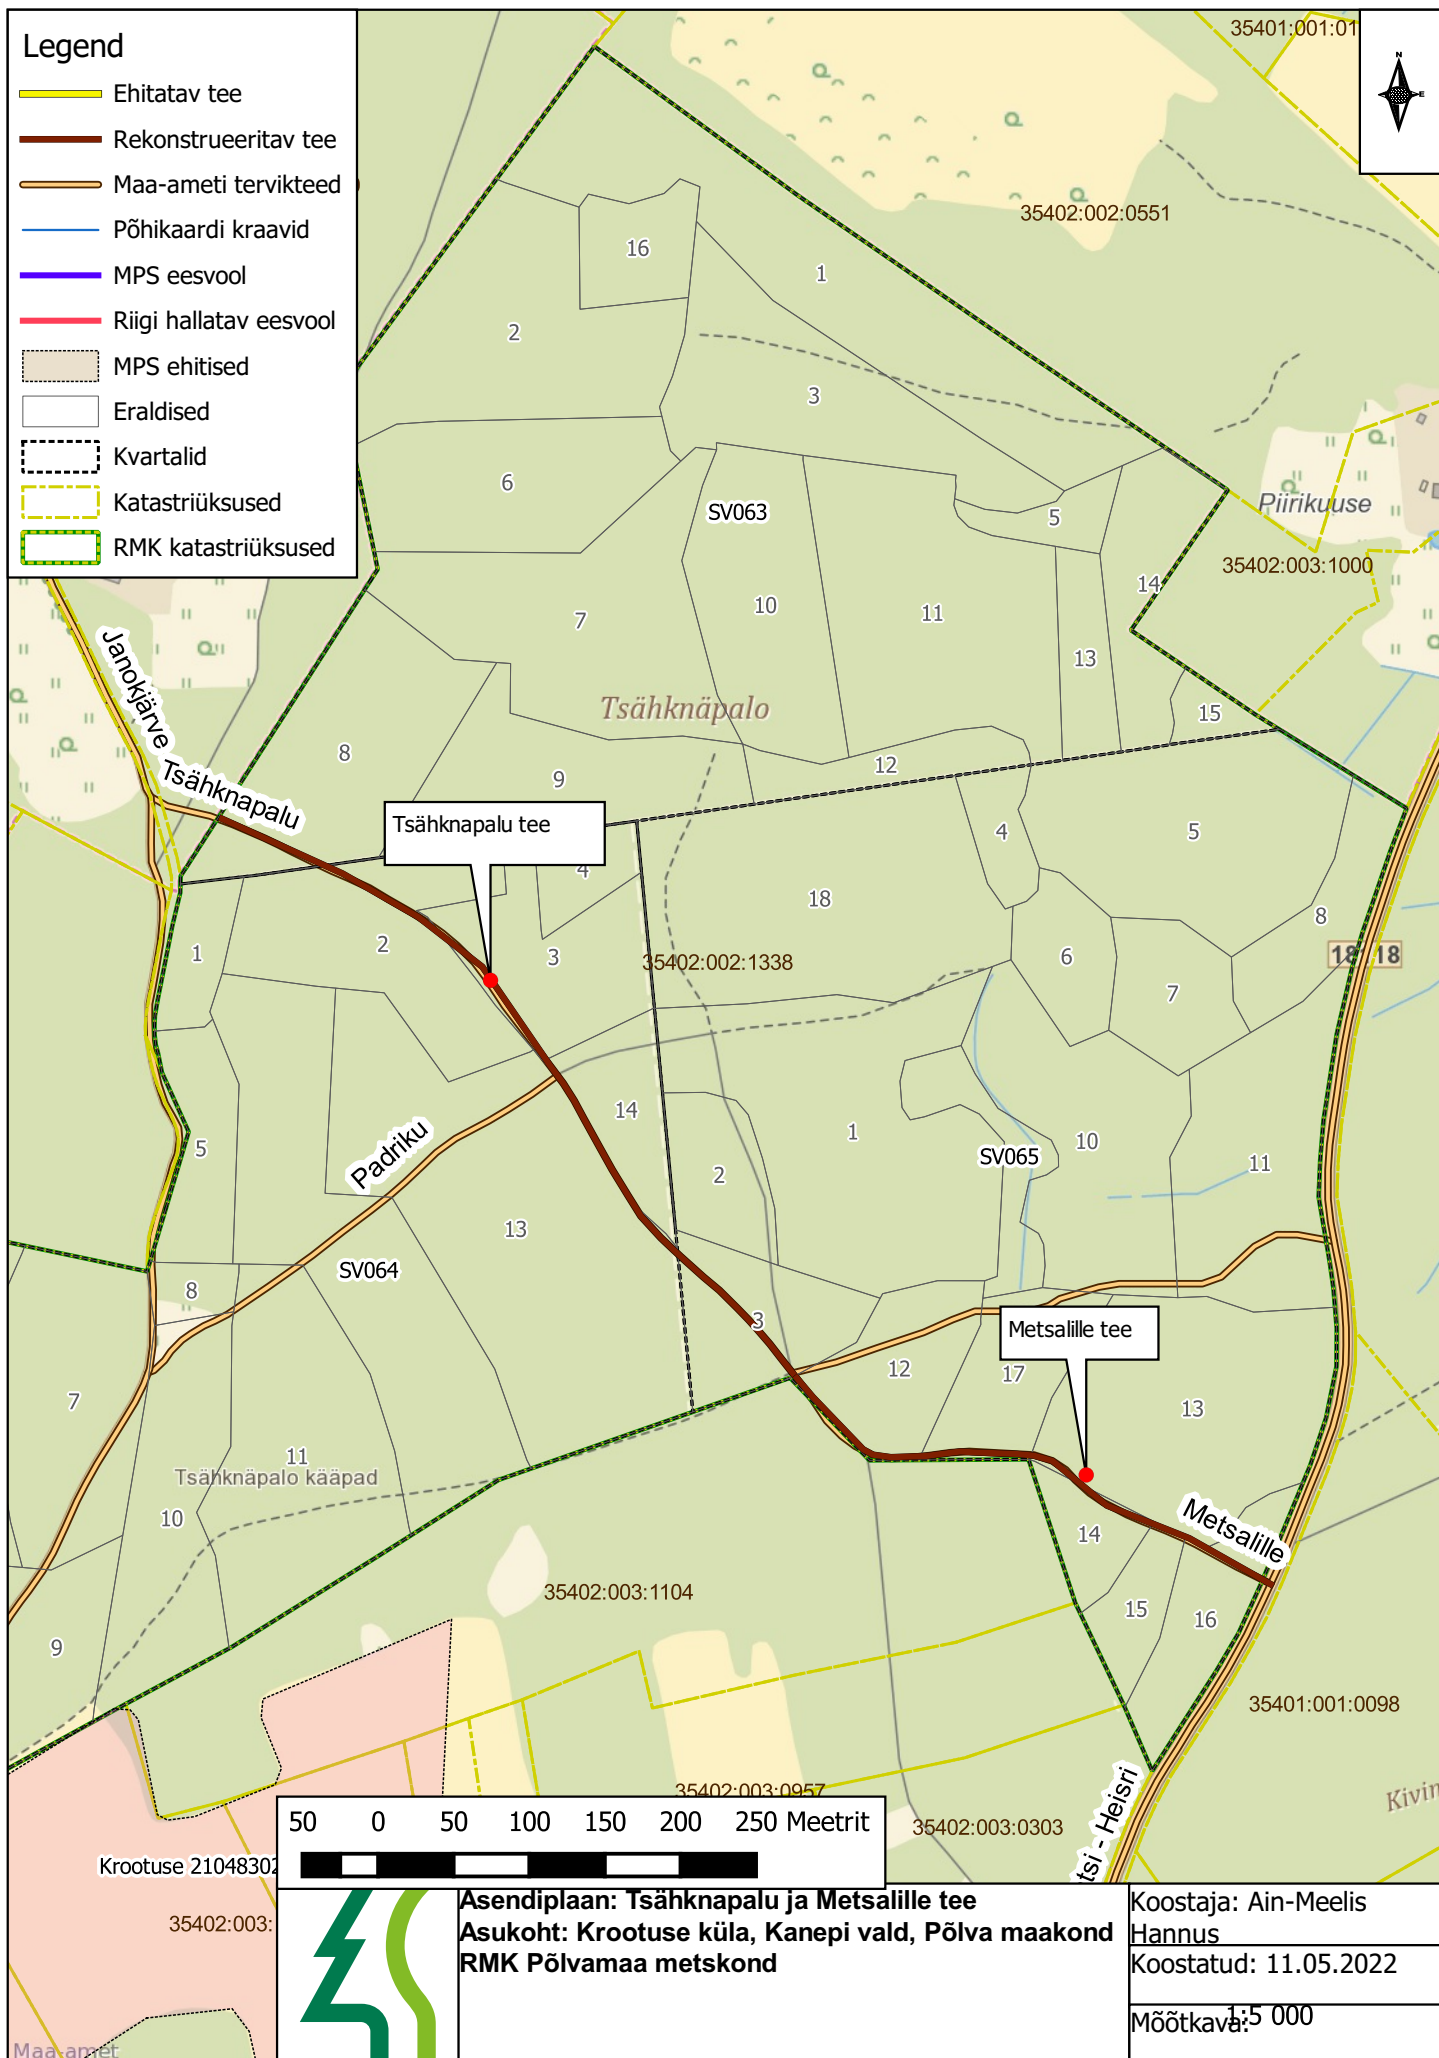 Legend
Ehitatav tee
Rekonstrueeritav tee
Maa-ameti tervikteed
Põhikaardi kraavid
MPS eesvool
Riigi hallatav eesvool
MPS ehitised
Eraldised
Kvartalid
Katastriüksused
RMK katastriüksused
35401:001:01
N
E
35402:002:0551
16
1
2
3
6
SV063
5
Piirikuuse
35402:003:1000
14
7
10
11
13
Janokjärve
Tsähknäpalo
15
8
9
12
Tsähknapalu
Tsähknapalu tee
4
4
5
18
8
1
2
3
35402:002:1338
6
7
18118
14
1
5
Padriku
2
SV065
10
11
13
SV064
8
3
Metsalille tee
12
17
7
13
11
Tsähknäpalo kääpad
10
14
Metsalille
35402:003:1104
15
16
9
35401:001:0098
35402:003:0957
35402:003:0303
tsi - Heisri
Kivin
50 0 50 100 150 200 250 Meetrit
Krootuse 21048302
35402:003:
Maa-amet
Asendiplaan: Tsähknapalu ja Metsalille tee
Asukoht: Krootuse küla, Kanepi vald, Põlva maakond
RMK Põlvamaa metskond
Koostaja: Ain-Meelis
Hannus
Koostatud: 11.05.2022
Mõõtkava: 1:5 000